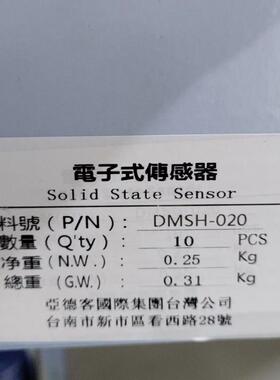 電子式傳感器
Solid State Sensor
料號（P/N）: DMSH-020
數量（Q'ty）: 10 PCS
净重（N.W.）: 0.25 Kg
總重（G.W.）: 0.31 Kg
亞德客國際集團台灣公司
台南市新市區看西路28號